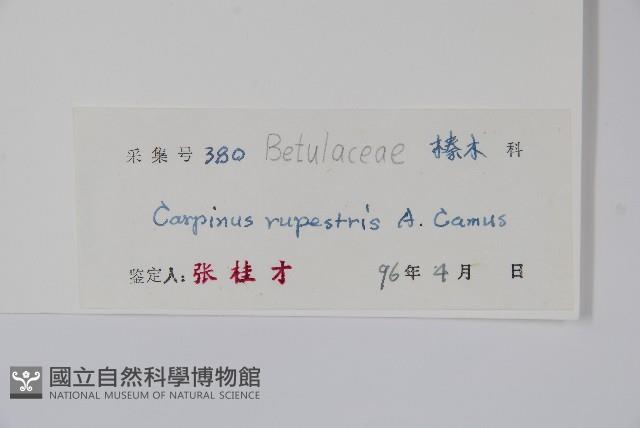 采集号 380 Betulaceae 榛木 科
Carpinus rupestris A. Camus
鉴定人: 张桂才 96年4月 日
國立自然科學博物館
NATIONAL MUSEUM OF NATURAL SCIENCE